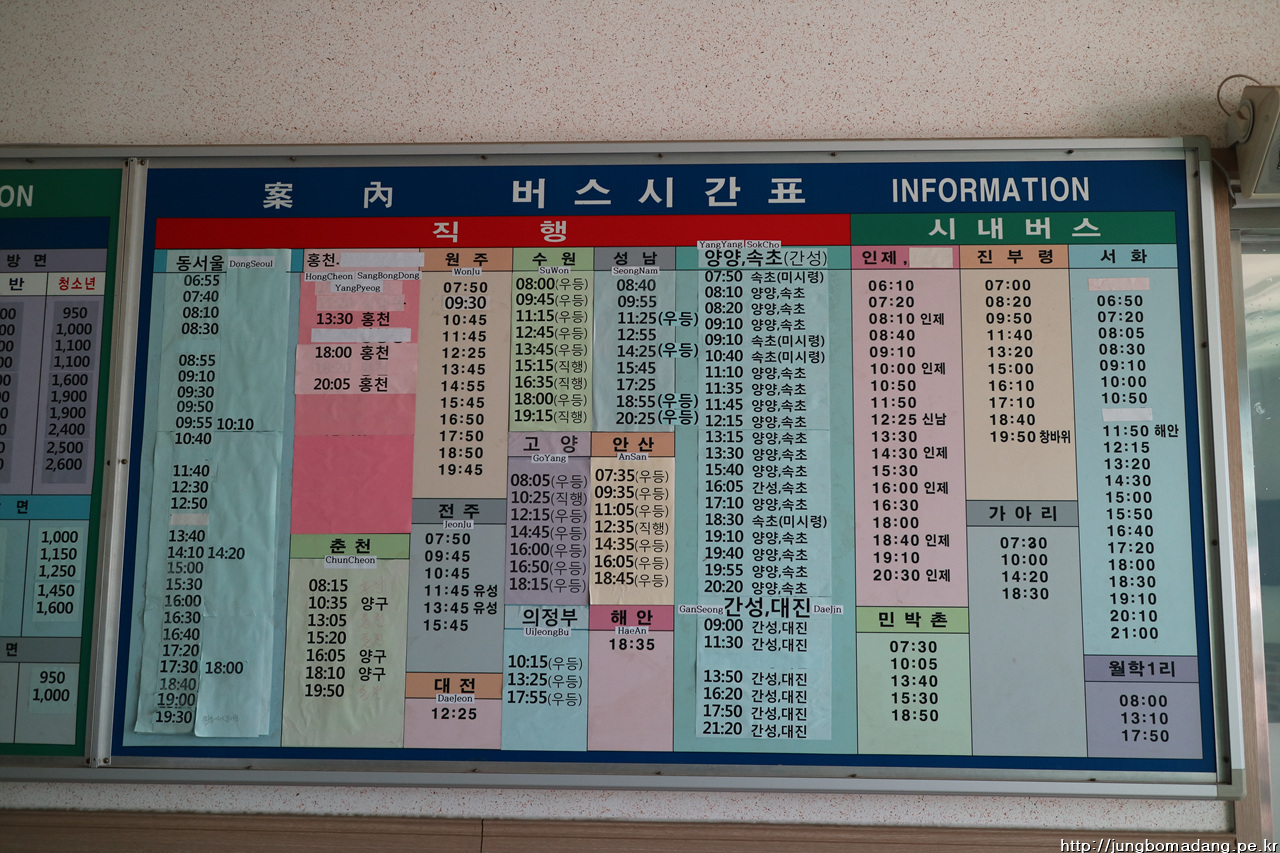 ON
방 면
반 청소년
950
1,000
1,100
1,100
1,600
1,900
1,900
2,400
2,500
2,600
면
1,000
1,150
1,250
1,450
1,600
면
950
1,000
案 內 버 스 시 간 표 INFORMATION
직 행
시 내 버 스
동서울 DongSeoul
06:55
07:40
08:10
08:30
08:55
09:10
09:30
09:50
09:55 10:10
10:40
11:40
12:30
12:50
13:40
14:10 14:20
15:00
15:30
16:00
16:30
16:40
17:20
17:30 18:00
18:40
19:00
19:30
홍천.
HongCheon SangBongDong
YangPyeog
13:30 홍천
18:00 홍천
20:05 홍천
춘 천
ChunCheon
08:15
10:35 양구
13:05
15:20
16:05 양구
18:10 양구
19:50
원 주
WonJu
07:50
09:30
10:45
11:45
12:25
13:45
14:55
15:45
16:50
17:50
18:50
19:45
전 주
JeonJu
07:50
09:45
10:45
11:45 유성
13:45 유성
15:45
대 전
DaeJeon
12:25
수 원
SuWon
08:00(우등)
09:45(우등)
11:15(우등)
12:45(우등)
13:45(우등)
15:15(직행)
16:35(직행)
18:00(우등)
19:15(직행)
성 남
SeongNam
08:40
09:55
11:25(우등)
12:55
14:25(우등)
15:45
17:25
18:55(우등)
20:25(우등)
고 양
GoYang
08:05(우등)
10:25(직행)
12:15(우등)
14:45(우등)
16:00(우등)
16:50(우등)
18:15(우등)
안 산
AnSan
07:35(우등)
09:35(우등)
11:05(우등)
12:35(직행)
14:35(우등)
16:05(우등)
18:45(우등)
의정부
UiJeongBu
10:15(우등)
13:25(우등)
17:55(우등)
해 안
HaeAn
18:35
YangYang SokCho
양양,속초(간성)
07:50 속초(미시령)
08:10 양양,속초
08:20 양양,속초
09:10 양양,속초
09:10 속초(미시령)
10:40 속초(미시령)
11:10 양양,속초
11:35 양양,속초
11:45 양양,속초
12:15 양양,속초
13:15 양양,속초
13:30 양양,속초
15:40 양양,속초
16:05 간성,속초
17:10 양양,속초
18:30 속초(미시령)
19:10 양양,속초
19:40 양양,속초
19:55 양양,속초
20:20 양양,속초
GanSeong 간성,대진 DaeJin
09:00 간성,대진
11:30 간성,대진
13:50 간성,대진
16:20 간성,대진
17:50 간성,대진
21:20 간성,대진
인제,
06:10
07:20
08:10 인제
08:40
09:10
10:00 인제
10:50
11:50
12:25 신남
13:30
14:30 인제
15:30
16:00 인제
16:30
18:00
18:40 인제
19:10
20:30 인제
민 박 촌
07:30
10:05
13:40
15:30
18:50
진 부 령
07:00
08:20
09:50
11:40
13:20
15:00
16:10
17:10
18:40
19:50 창바위
가 아 리
07:30
10:00
14:20
18:30
서 화
06:50
07:20
08:05
08:30
09:10
10:00
10:50
11:50 해안
12:15
13:20
14:30
15:00
15:50
16:40
17:20
18:00
18:30
19:10
20:10
21:00
월학1리
08:00
13:10
17:50
http://jungbomadang.pe.kr